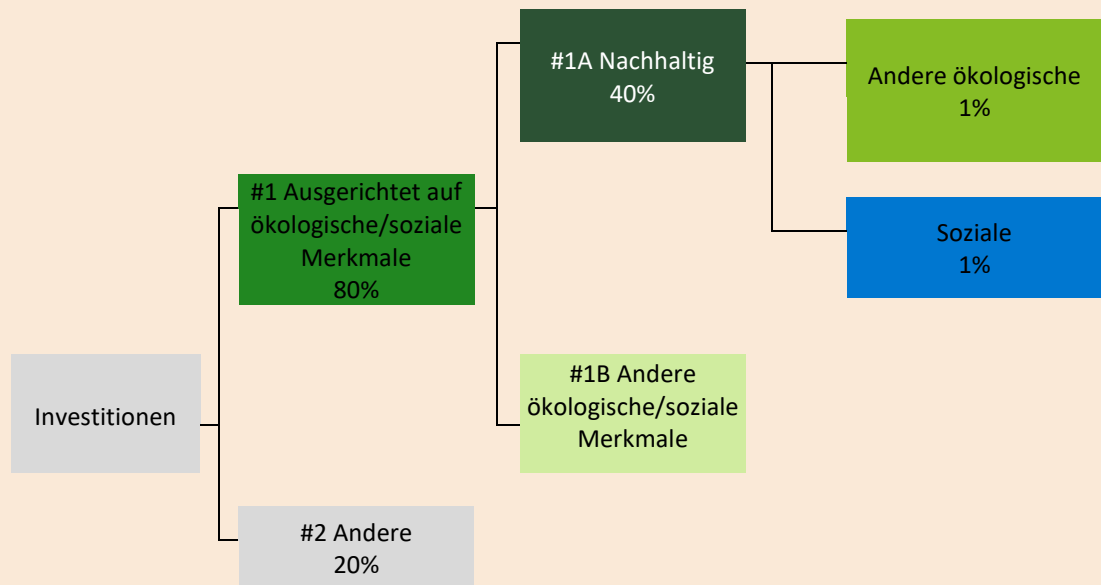 #1A Nachhaltig
40%
Andere ökologische
1%
#1 Ausgerichtet auf
ökologische/soziale
Merkmale
80%
Soziale
1%
#1B Andere
ökologische/soziale
Merkmale
Investitionen
#2 Andere
20%